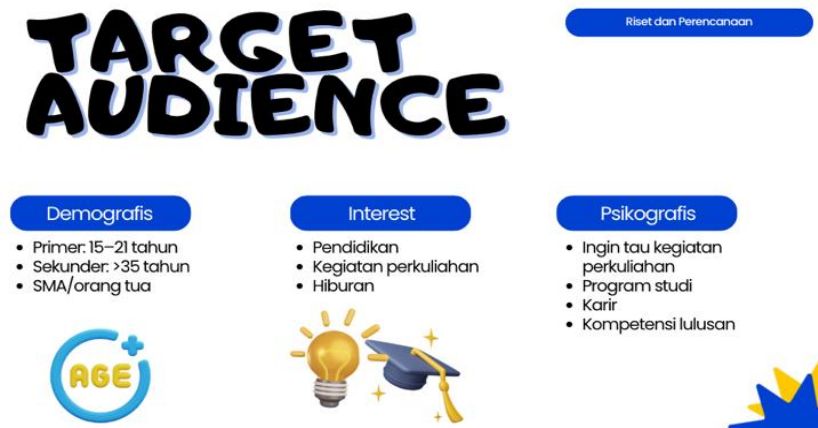 TARGET
AUDIENCE
Riset dan Perencanaan
Demografis
• Primer: 15–21 tahun
• Sekunder: >35 tahun
• SMA/orang tua
AGE
Interest
• Pendidikan
• Kegiatan perkuliahan
• Hiburan
Psikografis
• Ingin tau kegiatan
perkuliahan
• Program studi
• Karir
• Kompetensi lulusan